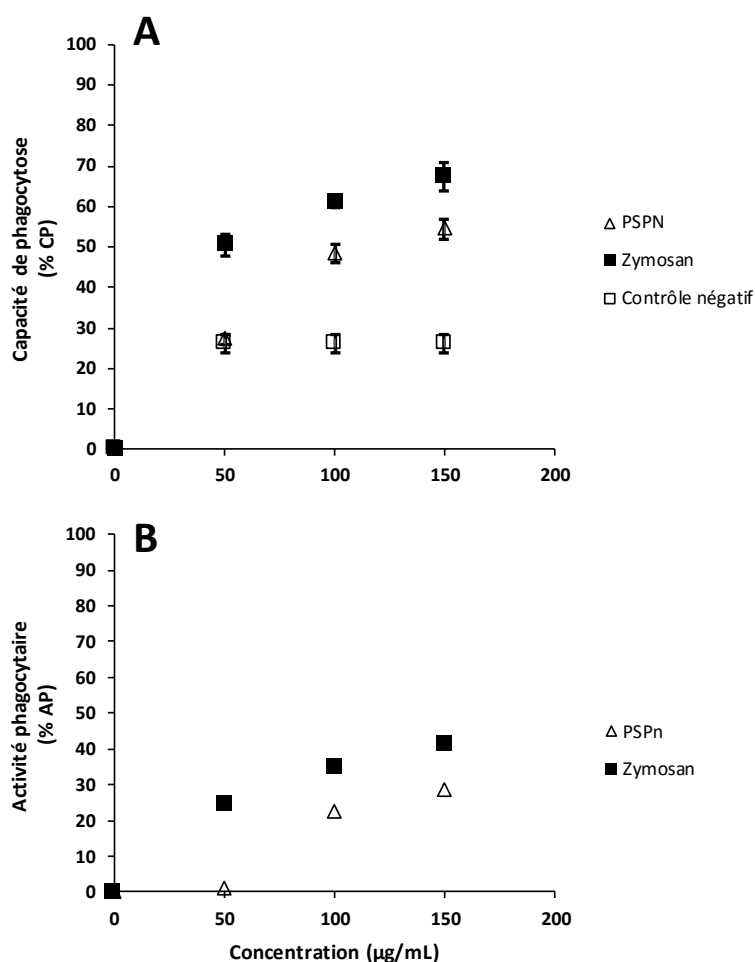 A
100
90
80
70
60
50
40
30
20
10
0
Capacité de phagocytose
(% CP)
0 50 100 150 200
PSPN
Zymosan
Contrôle négatif
B
100
90
80
70
60
50
40
30
20
10
0
Activité phagocytaire
(% AP)
0 50 100 150 200
Concentration (µg/mL)
PSPn
Zymosan